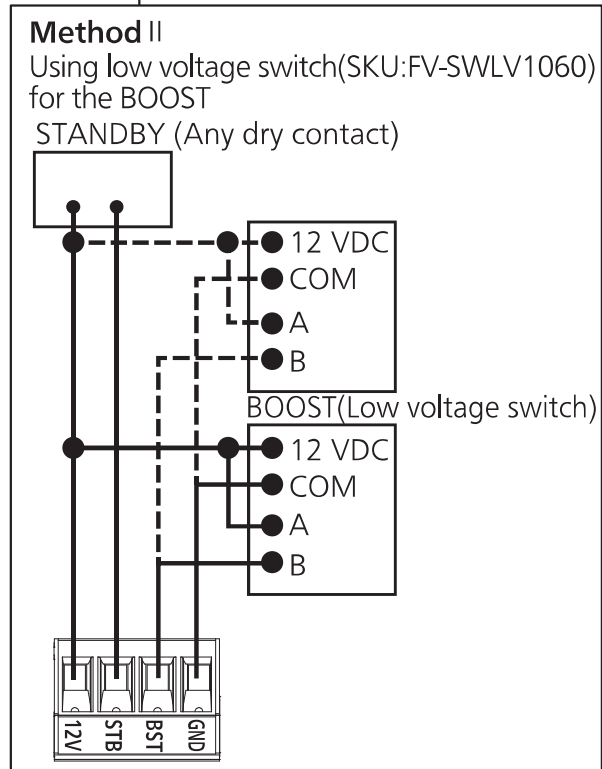 Method II
Using low voltage switch(SKU:FV-SWLV1060)
for the BOOST
STANDBY (Any dry contact)
12 VDC
COM
A
B
BOOST(Low voltage switch)
12 VDC
COM
A
B
12V STB BST GND